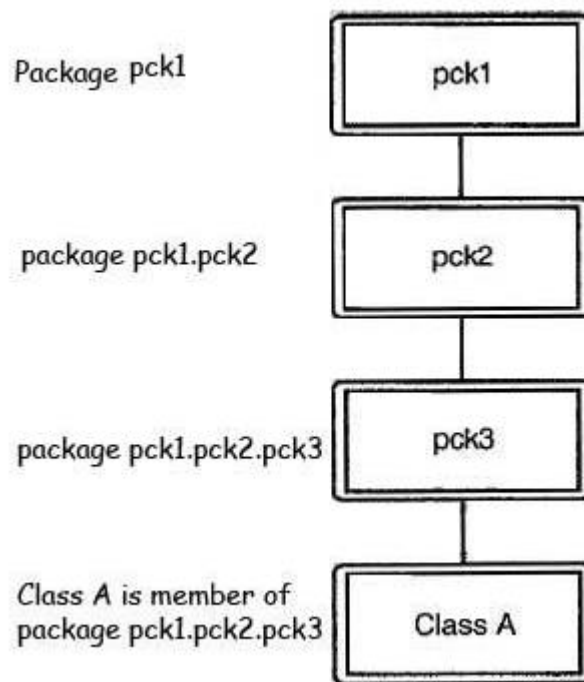 Package pck1
pck1
package pck1.pck2
pck2
package pck1.pck2.pck3
pck3
Class A is member of
package pck1.pck2.pck3
Class A